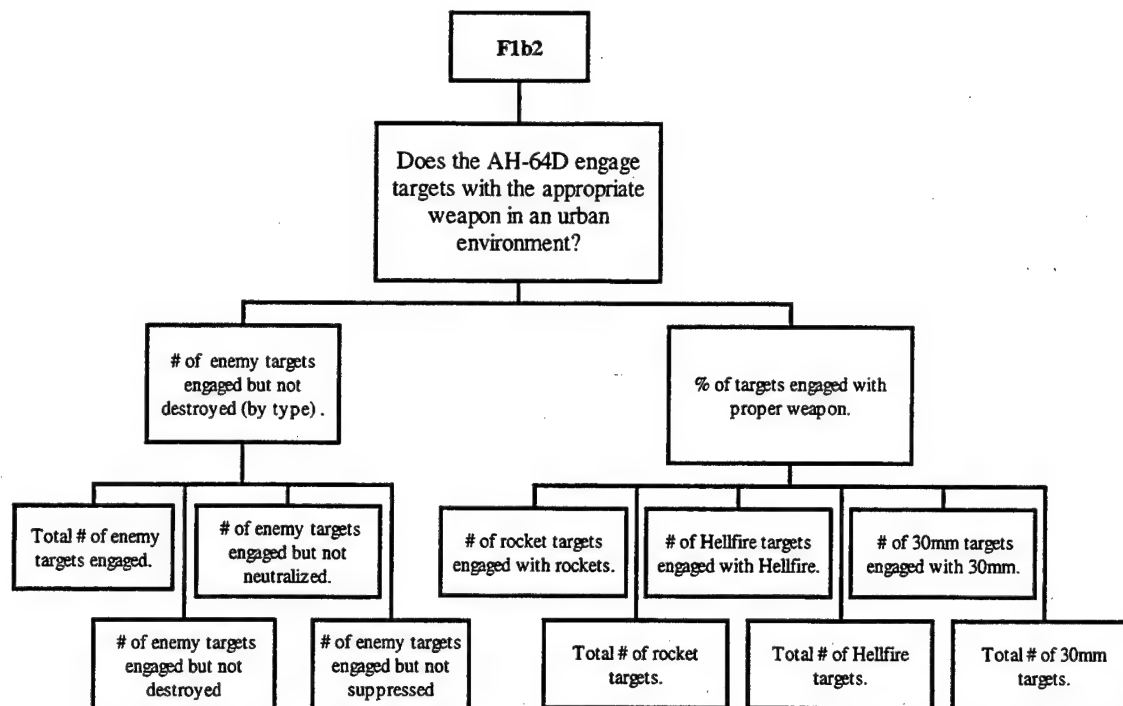 F1b2
Does the AH-64D engage
targets with the appropriate
weapon in an urban
environment?
# of enemy targets
engaged but not
destroyed (by type) .
% of targets engaged with
proper weapon.
Total # of enemy
targets engaged.
# of enemy targets
engaged but not
neutralized.
# of rocket targets
engaged with rockets.
# of Hellfire targets
engaged with Hellfire.
# of 30mm targets
engaged with 30mm.
# of enemy targets
engaged but not
destroyed
# of enemy targets
engaged but not
suppressed
Total # of rocket
targets.
Total # of Hellfire
targets.
Total # of 30mm
targets.